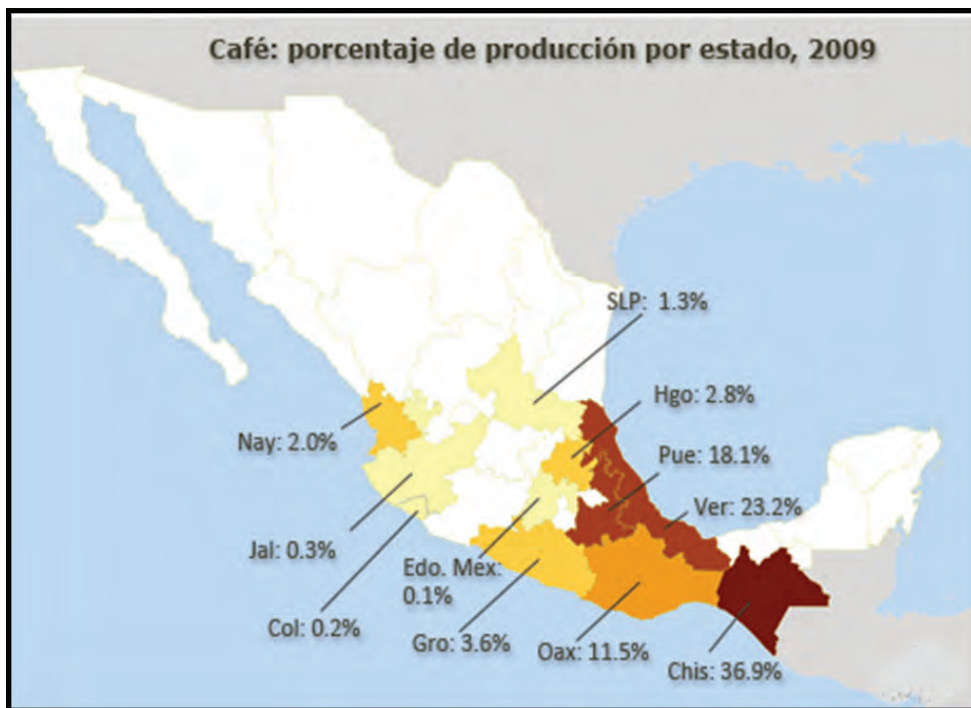 Café: porcentaje de producción por estado, 2009
SLP: 1.3%
Hgo: 2.8%
Nay: 2.0%
Pue: 18.1%
Ver: 23.2%
Jal: 0.3%
Edo. Mex:
0.1%
Col: 0.2%
Gro: 3.6%
Oax: 11.5%
Chis: 36.9%